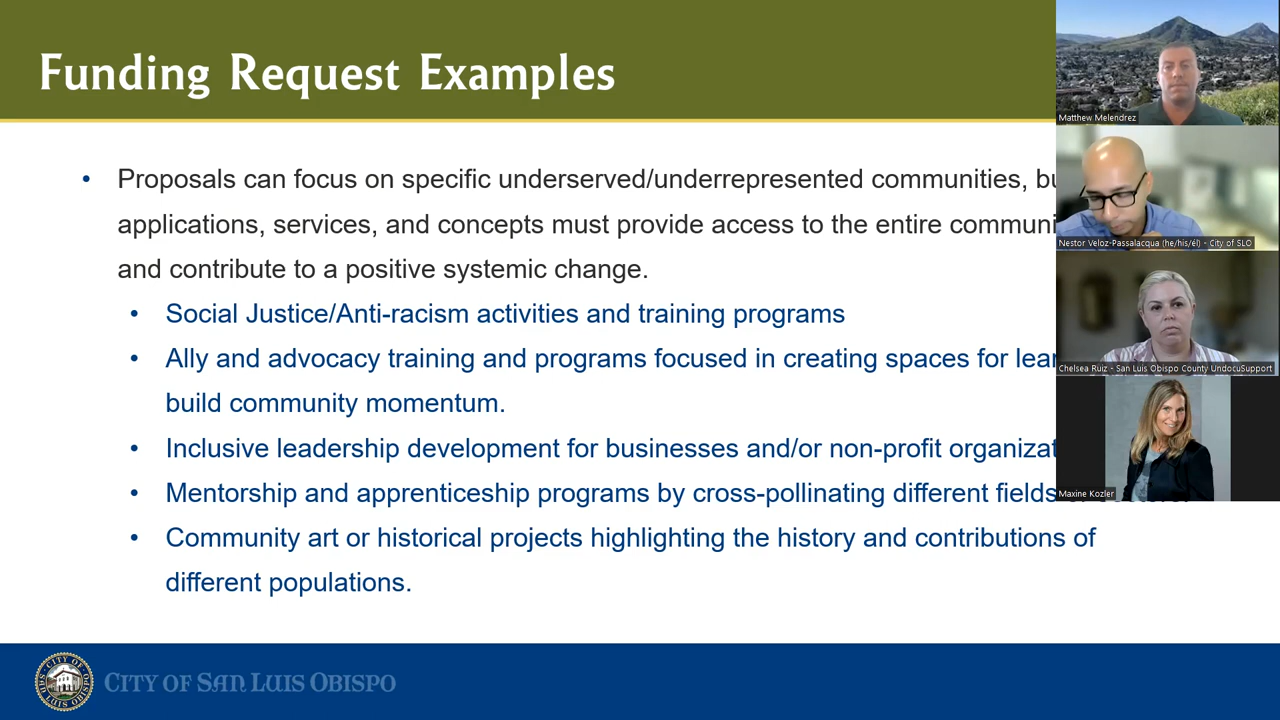 Funding Request Examples
• Proposals can focus on specific underserved/underrepresented communities,
applications, services, and concepts must provide access to the entire
and contribute to a positive systemic change.
• Social Justice/Anti-racism activities and training programs
• Ally and advocacy training and programs focused in creating spaces for
build community momentum.
• Inclusive leadership development for businesses and/or non-profit
• Mentorship and apprenticeship programs by cross-pollinating different fields
• Community art or historical projects highlighting the history and contributions of
different populations.
CITY OF SAN LUIS OBISPO
Matthew Melendrez
Nestor Veloz-Passalacqua (he/his/él) - City of SLO
Chelsea Ruiz - San Luis Obispo County UndocuSupport
Maxine Kozler